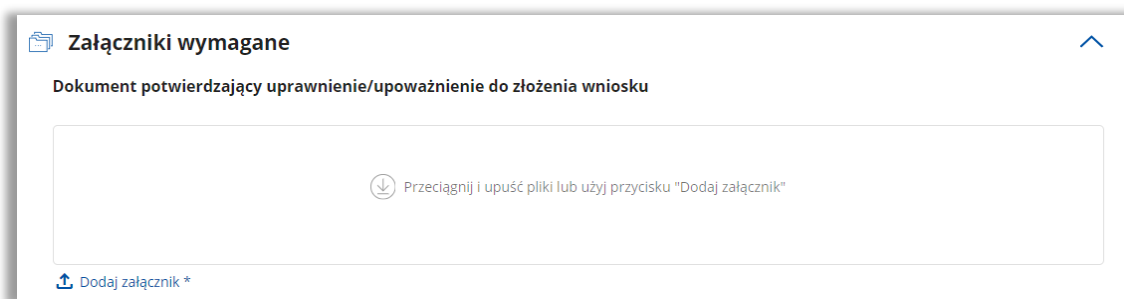 Załączniki wymagane
Dokument potwierdzający uprawnienie/upoważnienie do złożenia wniosku
Przeciągnij i upuść pliki lub użyj przycisku "Dodaj załącznik"
Dodaj załącznik *